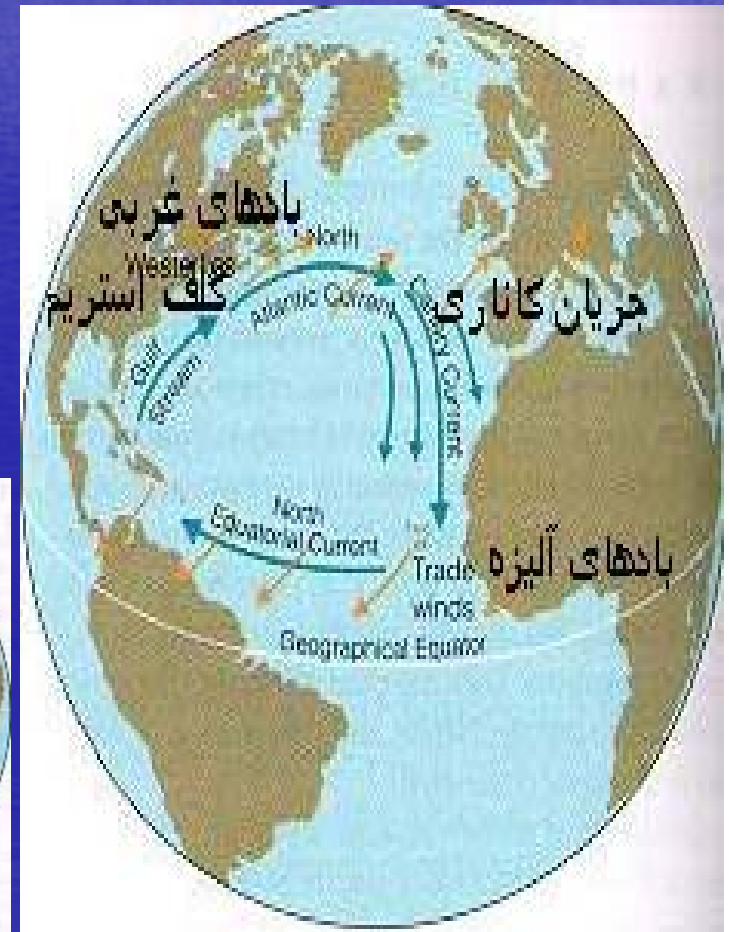 بادهای غربی
North
Westerlies
گلف استریم
Atlantic Current
جریان کاناری
Canary Current
Gulf
Stream
North
Equatorial Current
Trade
winds
بادهای آلیزه
Geographical Equator